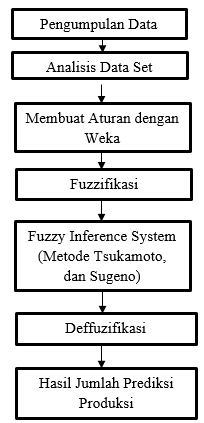 Pengumpulan Data
Analisis Data Set
Membuat Aturan dengan
Weka
Fuzzifikasi
Fuzzy Inference System
(Metode Tsukamoto,
dan Sugeno)
Deffuzifikasi
Hasil Jumlah Prediksi
Produksi